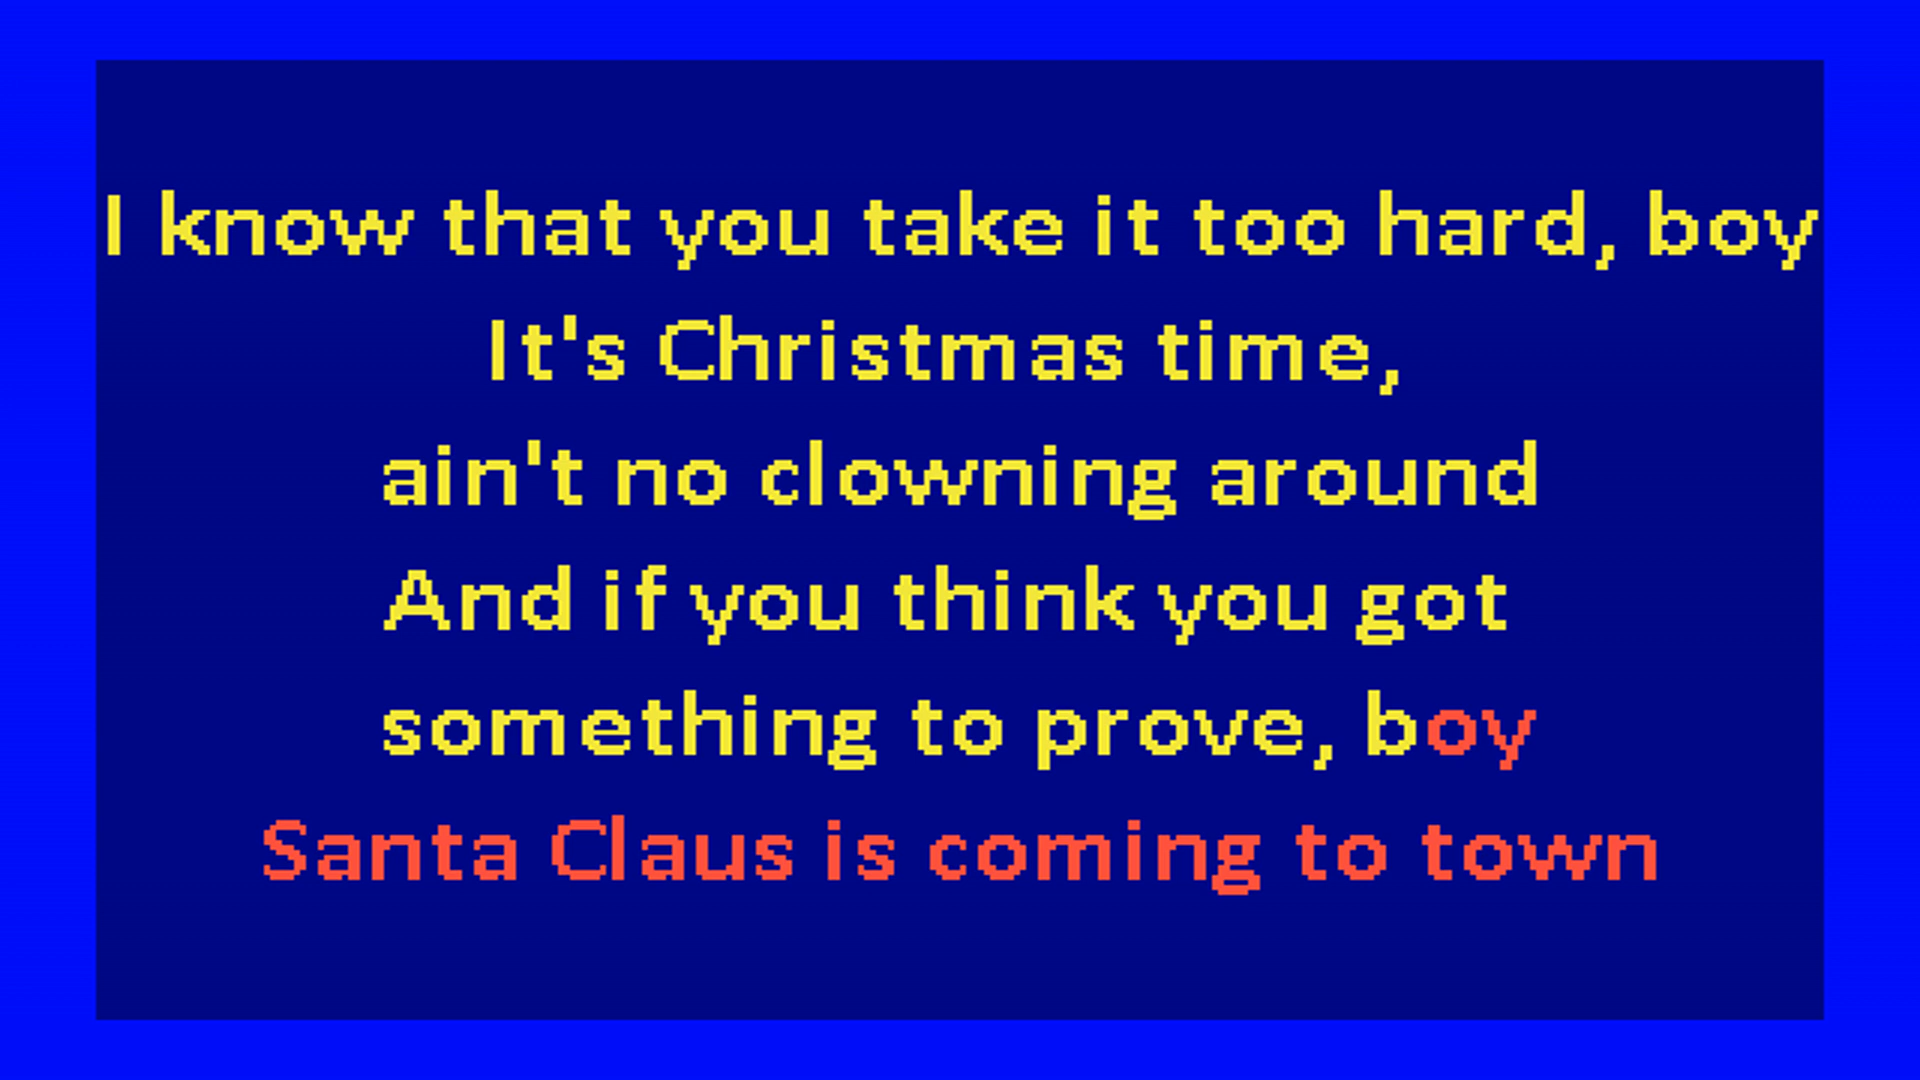 I know that you take it too hard, boy
It's Christmas time,
ain't no clowning around
And if you think you got
something to prove, boy
Santa Claus is coming to town